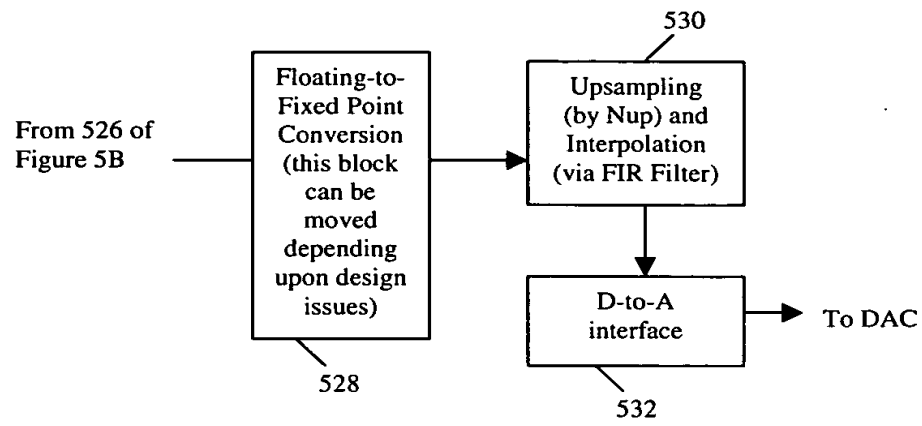 From 526 of
Figure 5B
Floating-to-
Fixed Point
Conversion
(this block
can be
moved
depending
upon design
issues)
528
530
Upsampling
(by Nup) and
Interpolation
(via FIR Filter)
D-to-A
interface
532
To DAC